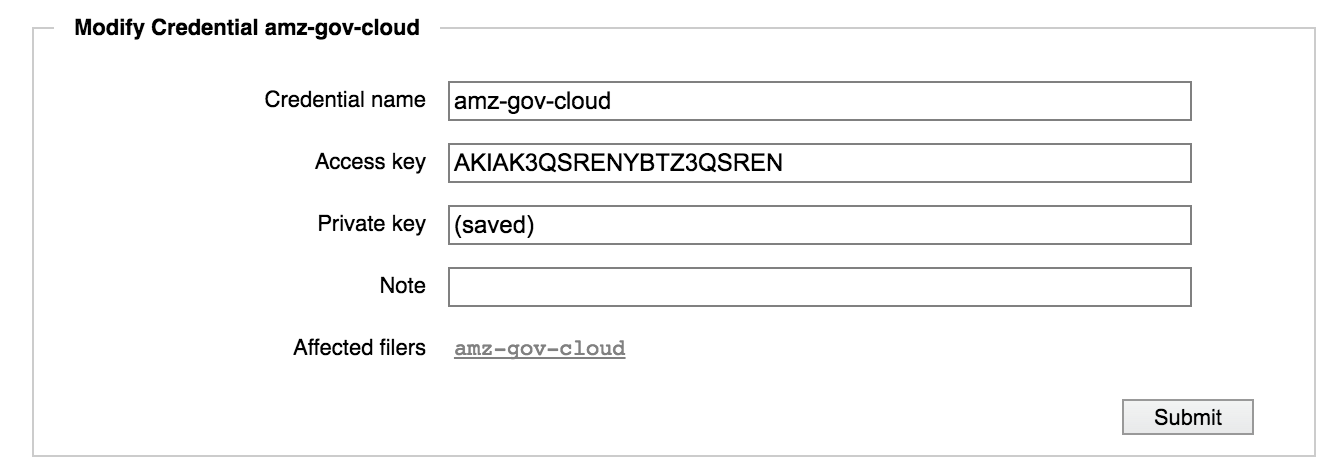 Modify Credential amz-gov-cloud
Credential name amz-gov-cloud
Access key AKIAK3QSRENYBTZ3QSREN
Private key (saved)
Note
Affected filers amz-gov-cloud
Submit